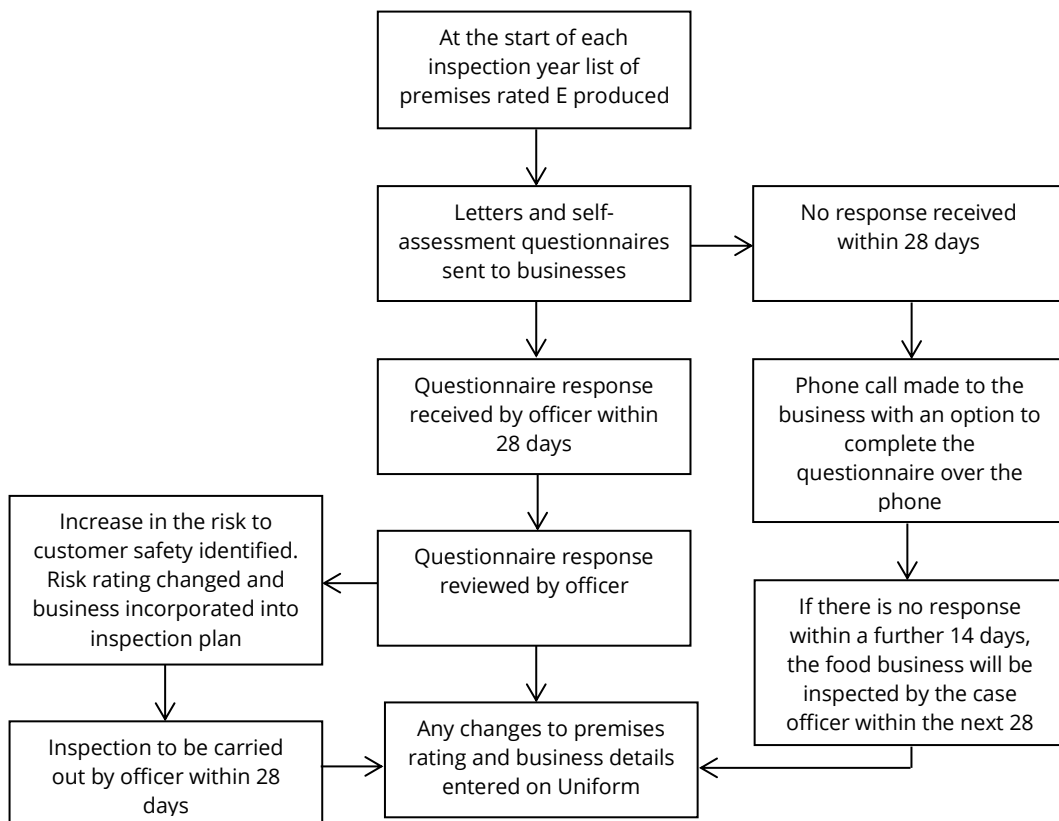 At the start of each
inspection year list of
premises rated E produced
Letters and self-
assessment questionnaires
sent to businesses
No response received
within 28 days
Questionnaire response
received by officer within
28 days
Phone call made to the
business with an option to
complete the
questionnaire over the
phone
Increase in the risk to
customer safety identified.
Risk rating changed and
business incorporated into
inspection plan
Questionnaire response
reviewed by officer
If there is no response
within a further 14 days,
the food business will be
inspected by the case
officer within the next 28
Inspection to be carried
out by officer within 28
days
Any changes to premises
rating and business details
entered on Uniform